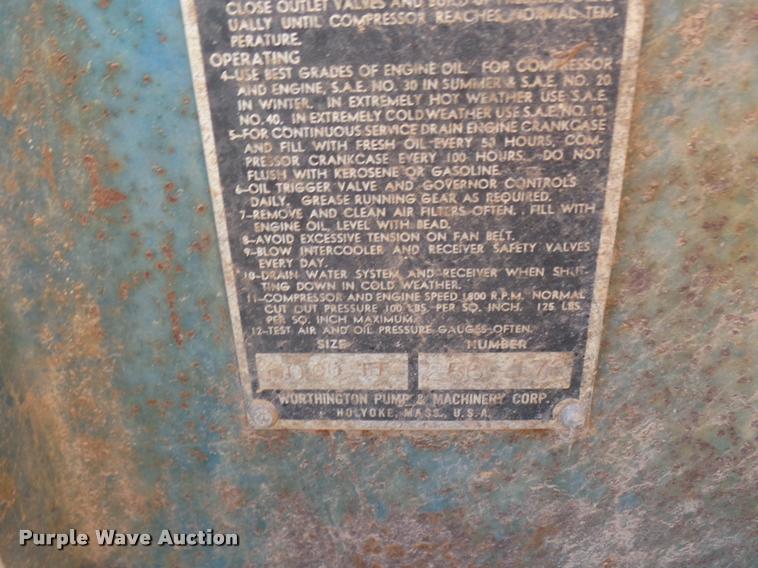 CLOSE OUTLET VALVES AND BUILD UP PRESSURE
UALLY UNTIL COMPRESSOR REACHES NORMAL TEM-
PERATURE.
OPERATING
4-USE BEST GRADES OF ENGINE OIL. FOR COMPRESSOR
AND ENGINE, S.A.E. NO. 30 IN SUMMER & S.A.E. NO. 20
IN WINTER. IN EXTREMELY HOT WEATHER USE S.A.E.
NO. 40. IN EXTREMELY COLD WEATHER USE S.A.E. NO. 10.
5-FOR CONTINUOUS SERVICE DRAIN ENGINE CRANKCASE
AND FILL WITH FRESH OIL EVERY 50 HOURS, COM-
PRESSOR CRANKCASE EVERY 100 HOURS. DO NOT
FLUSH WITH KEROSENE OR GASOLINE.
6-OIL TRIGGER VALVE AND GOVERNOR CONTROLS
DAILY. GREASE RUNNING GEAR AS REQUIRED.
7-REMOVE AND CLEAN AIR FILTERS OFTEN. FILL WITH
ENGINE OIL, LEVEL WITH BEAD.
8-AVOID EXCESSIVE TENSION ON FAN BELT.
9-BLOW INTERCOOLER AND RECEIVER SAFETY VALVES
EVERY DAY.
10-DRAIN WATER SYSTEM AND RECEIVER WHEN SHUT-
TING DOWN IN COLD WEATHER.
11-COMPRESSOR AND ENGINE SPEED 1800 R.P.M. NORMAL
CUT OUT PRESSURE 100 LBS. PER SQ. INCH. 125 LBS.
PER SQ. INCH MAXIMUM.
12-TEST AIR AND OIL PRESSURE GAUGES OFTEN.
SIZE NUMBER
WORTHINGTON PUMP & MACHINERY CORP.
HOLYOKE, MASS., U.S.A.
Purple Wave Auction